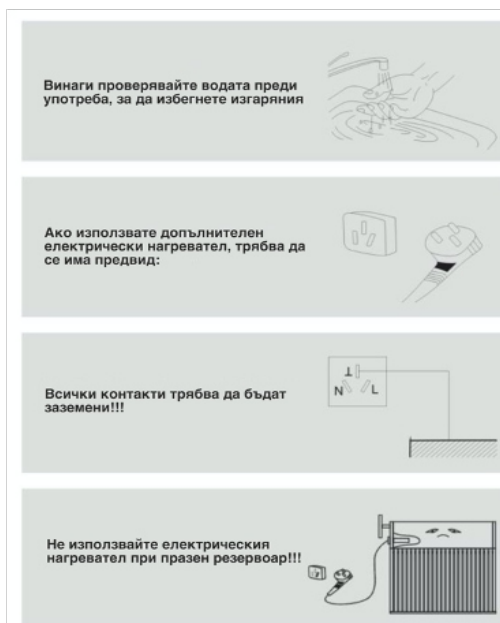 Винаги проверявайте водата преди
употреба, за да избегнете изгаряния
Ако използвате допълнителен
електрически нагревател, трябва да
се има предвид:
N L
Всички контакти трябва да бъдат
заземени!!!
Не използвайте електрическия
нагревател при празен резервоар!!!